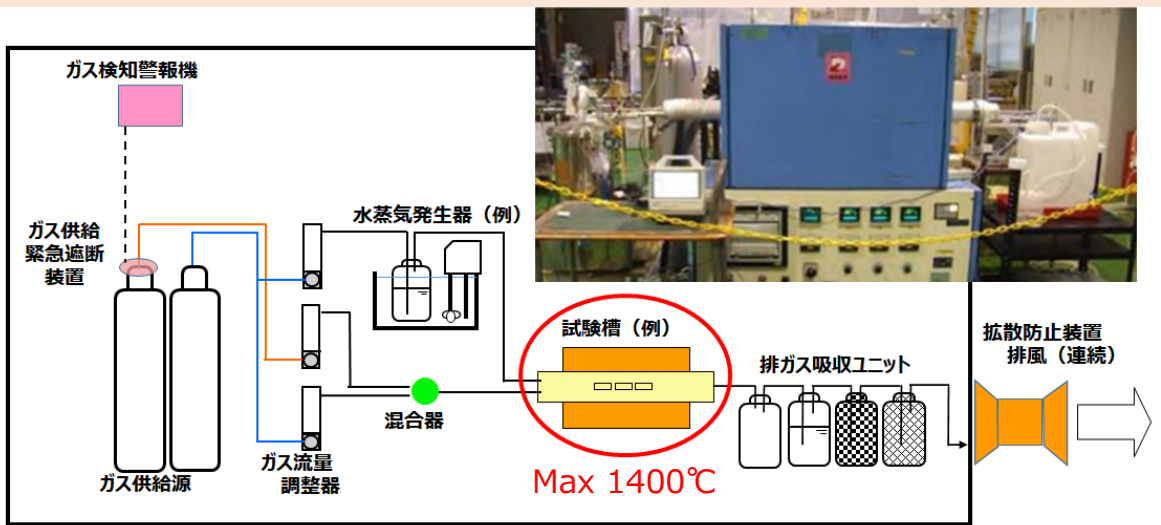 ガス検知警報機
ガス供給
緊急遮断
装置
水蒸気発生器（例）
試験槽（例）
拡散防止装置
排風（連続）
排ガス吸収ユニット
混合器
ガス流量
調整器
ガス供給源
Max 1400℃